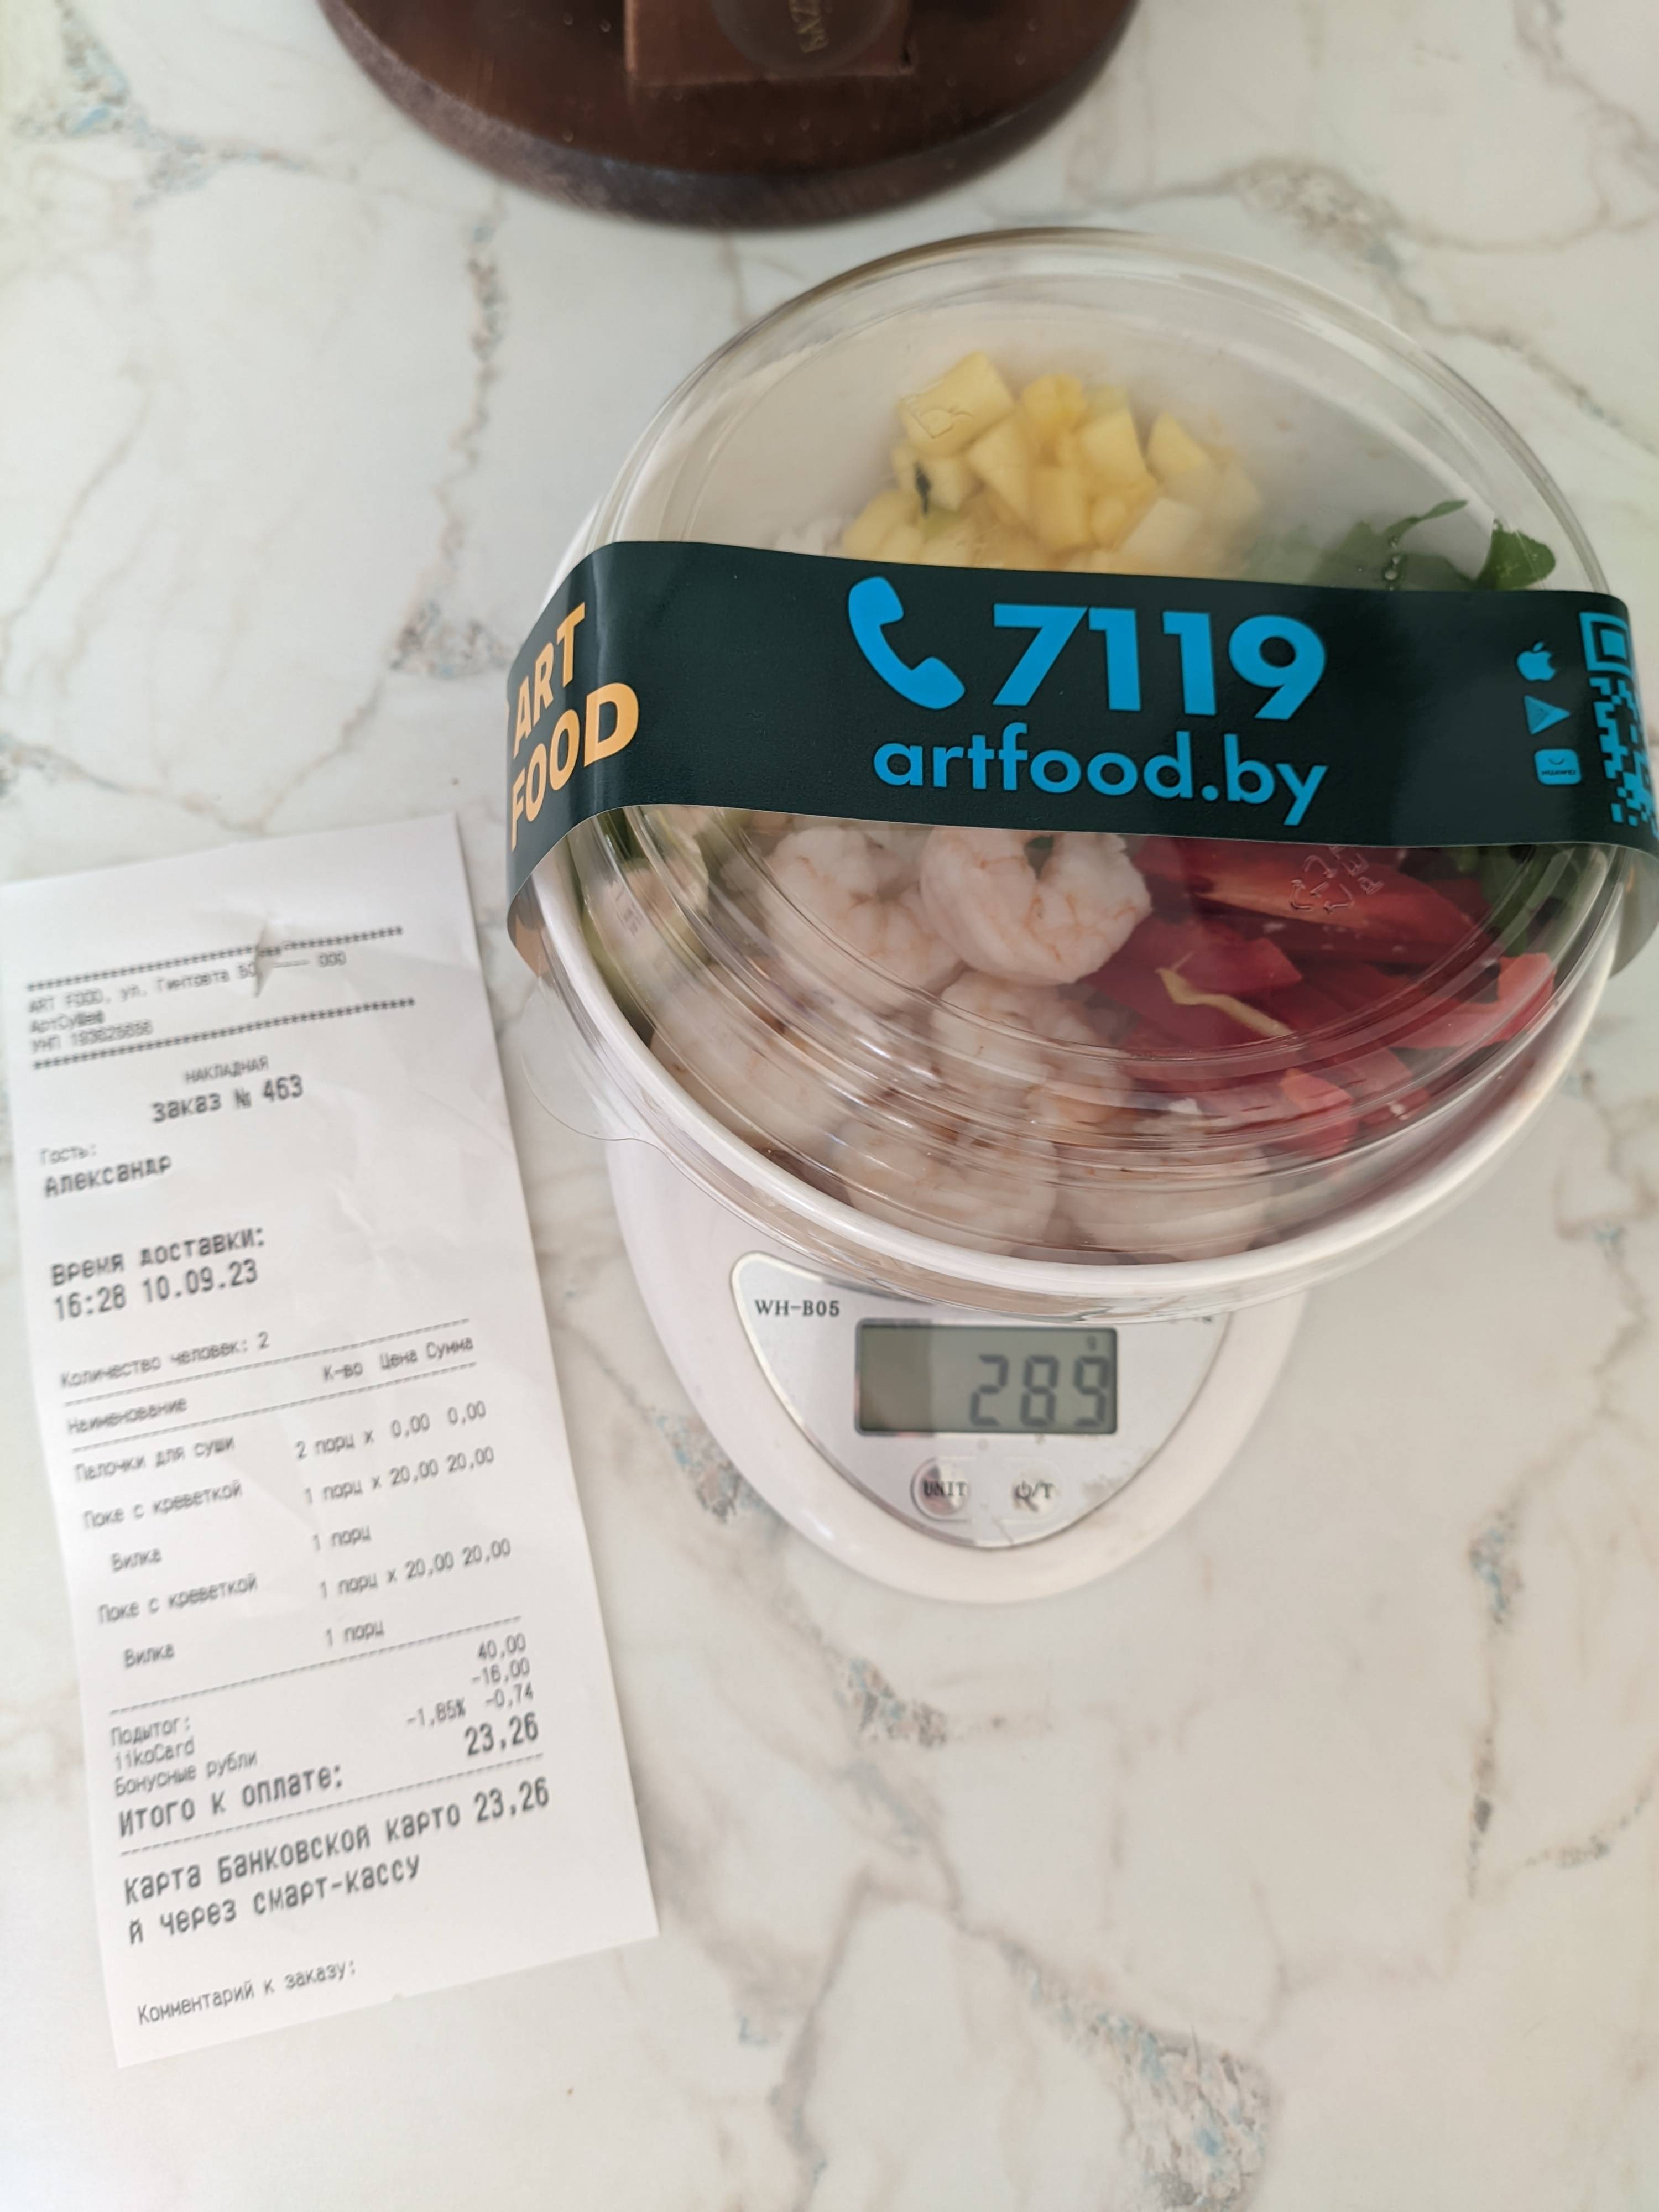 ART
FOOD
7119
artfood.by
WH-B05
289
UNIT
⏻/T
ART FOOD, ул. Гинтовта
ООО
АртСуВее
УНП
НАКЛАДНАЯ
Заказ № 463
Гость:
Александр
Время доставки:
16:28 10.09.23
Количество человек: 2
Наименование К-во Цена Сумма
Палочки для суши 2 порц x 0,00 0,00
Поке с креветкой 1 порц x 20,00 20,00
Вилка 1 порц
Поке с креветкой 1 порц x 20,00 20,00
Вилка 1 порц
Подытог: 40,00
iikoCard -16,00
Бонусные рубли -1,85% -0,74
Итого к оплате: 23,26
Карта Банковской карто 23,26
й через смарт-кассу
Комментарий к заказу: